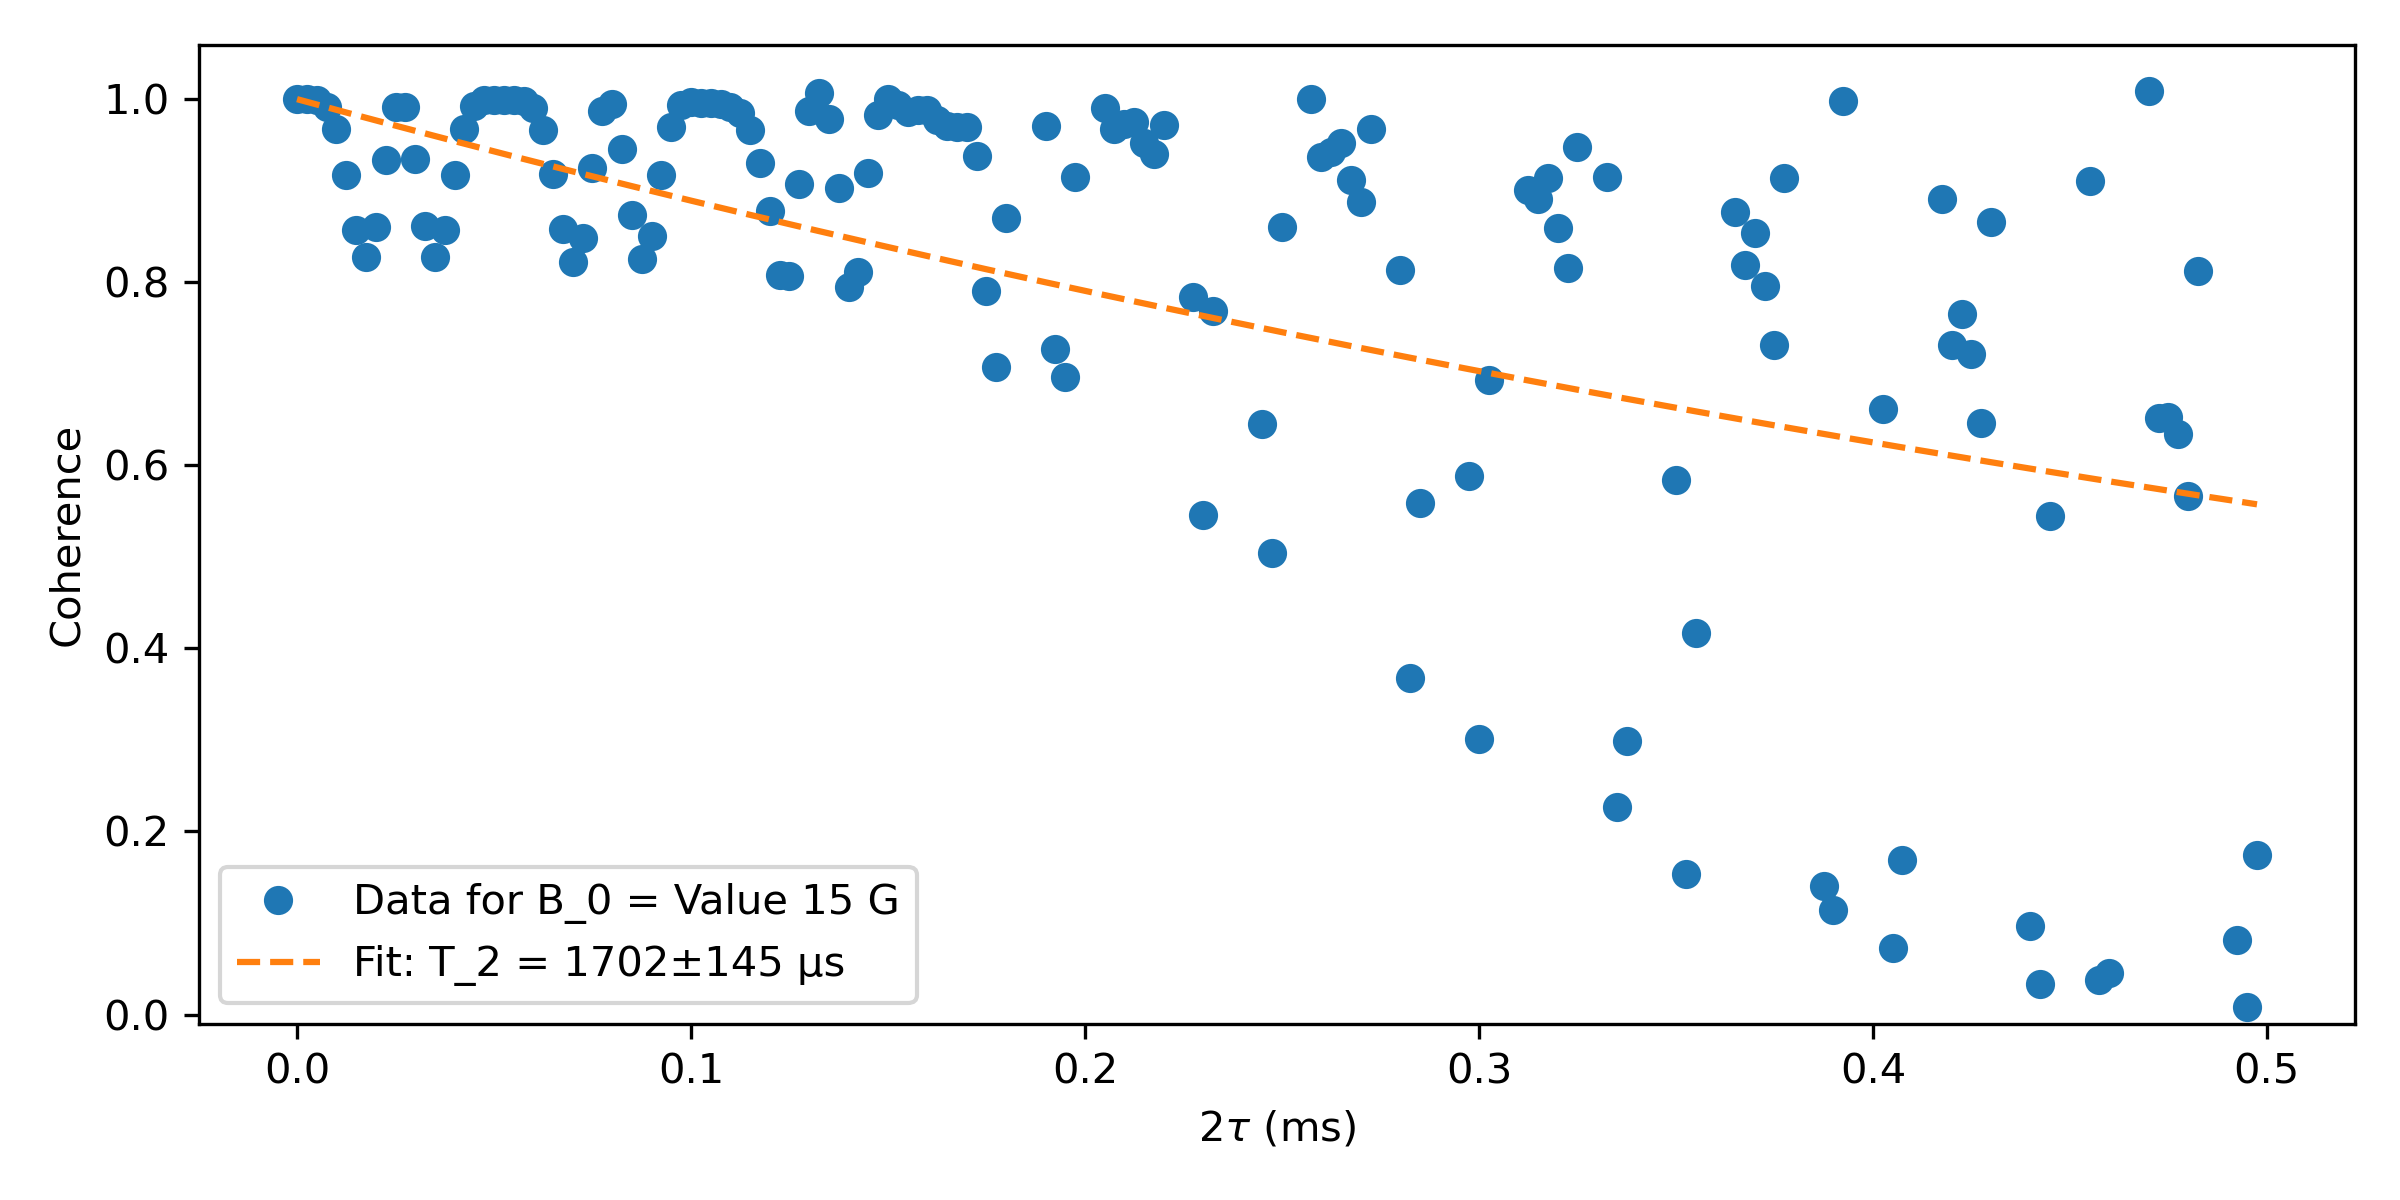 1.0
0.8
0.6
0.4
0.2
0.0
Coherence
Data for B_0 = Value 15 G
Fit: T_2 = 1702±145 µs
0.0 0.1 0.2 0.3 0.4 0.5
2τ (ms)